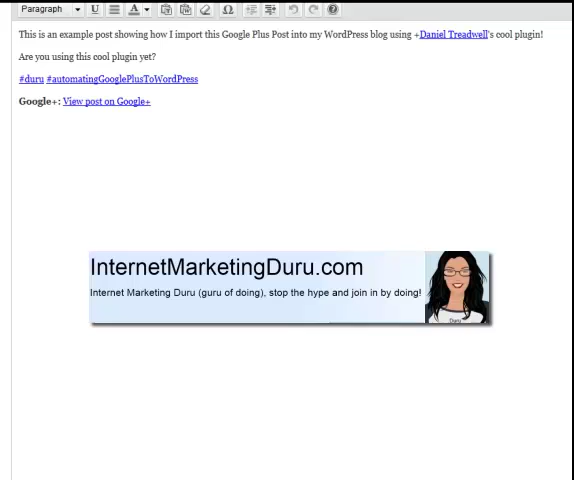 Paragraph
This is an example post showing how I import this Google Plus Post into my WordPress blog using +Daniel Treadwell's cool plugin!
Are you using this cool plugin yet?
#duru #automatingGooglePlusToWordPress
Google+: View post on Google+
InternetMarketingDuru.com
Internet Marketing Duru (guru of doing), stop the hype and join in by doing!
Duru